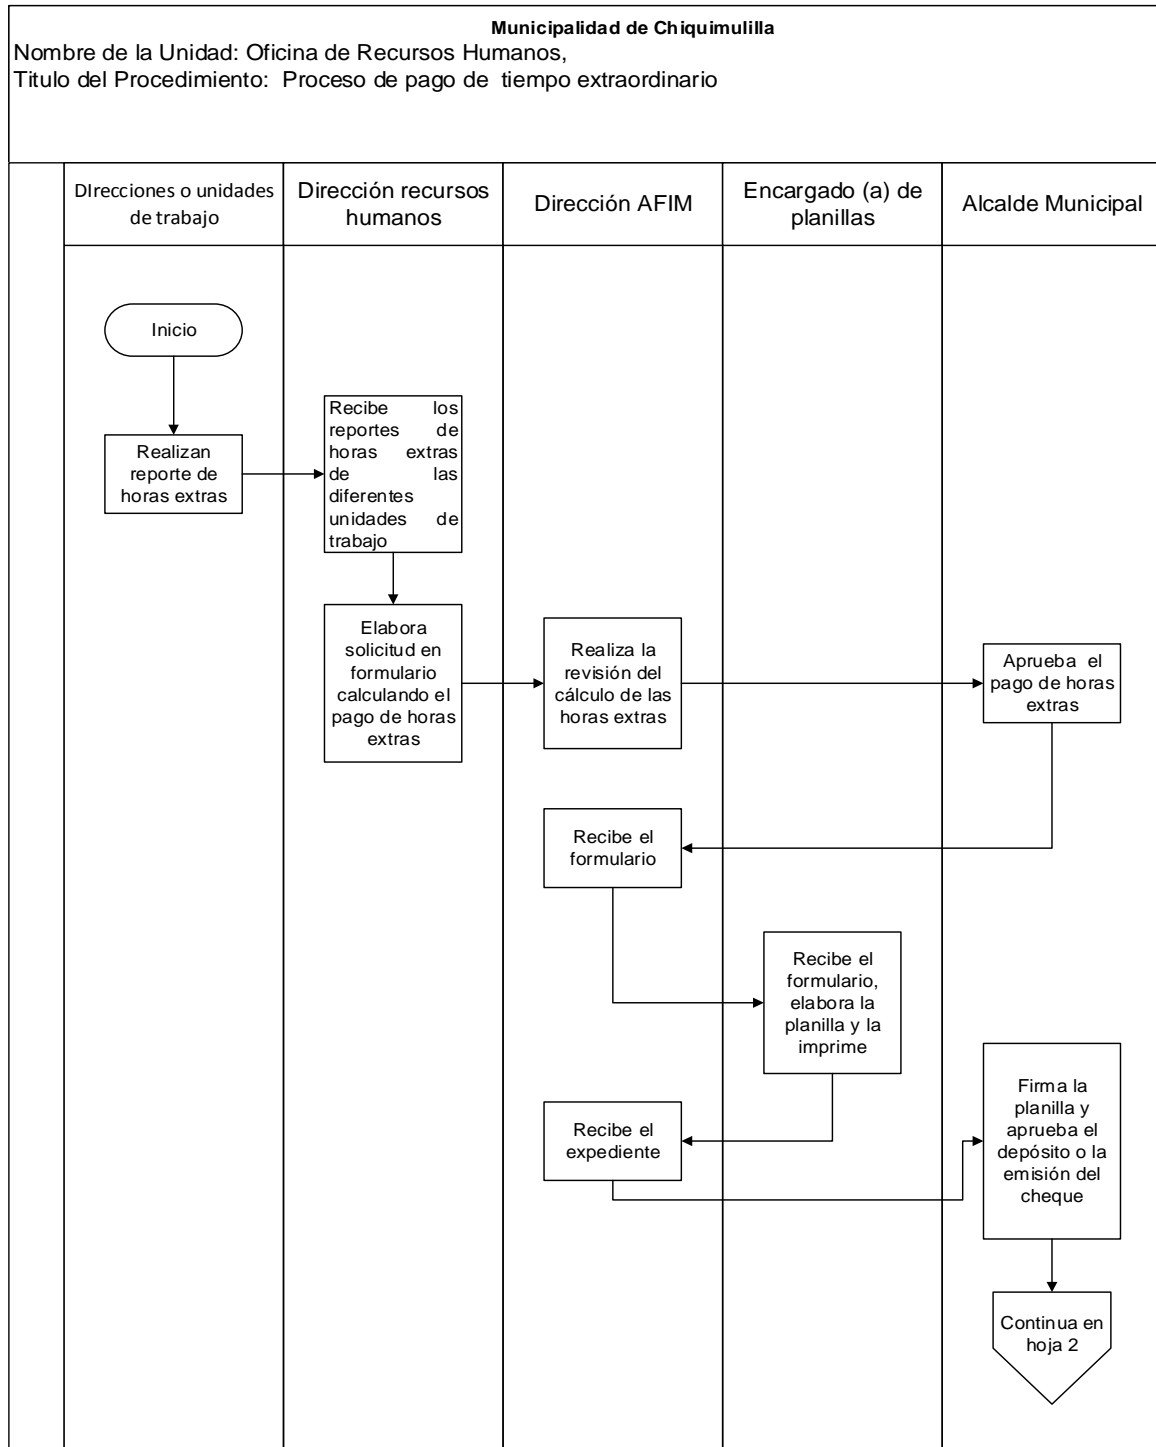 Municipalidad de Chiquimulilla
Nombre de la Unidad: Oficina de Recursos Humanos,
Titulo del Procedimiento: Proceso de pago de tiempo extraordinario
DIrecciones o unidades
de trabajo
Dirección recursos
humanos
Dirección AFIM
Encargado (a) de
planillas
Alcalde Municipal
Inicio
Realizan
reporte de
horas extras
Recibe los
reportes de
horas extras
de las
diferentes
unidades de
trabajo
Elabora
solicitud en
formulario
calculando el
pago de horas
extras
Realiza la
revisión del
cálculo de las
horas extras
Aprueba el
pago de horas
extras
Recibe el
formulario
Recibe el
formulario,
elabora la
planilla y la
imprime
Recibe el
expediente
Firma la
planilla y
aprueba el
depósito o la
emisión del
cheque
Continua en
hoja 2